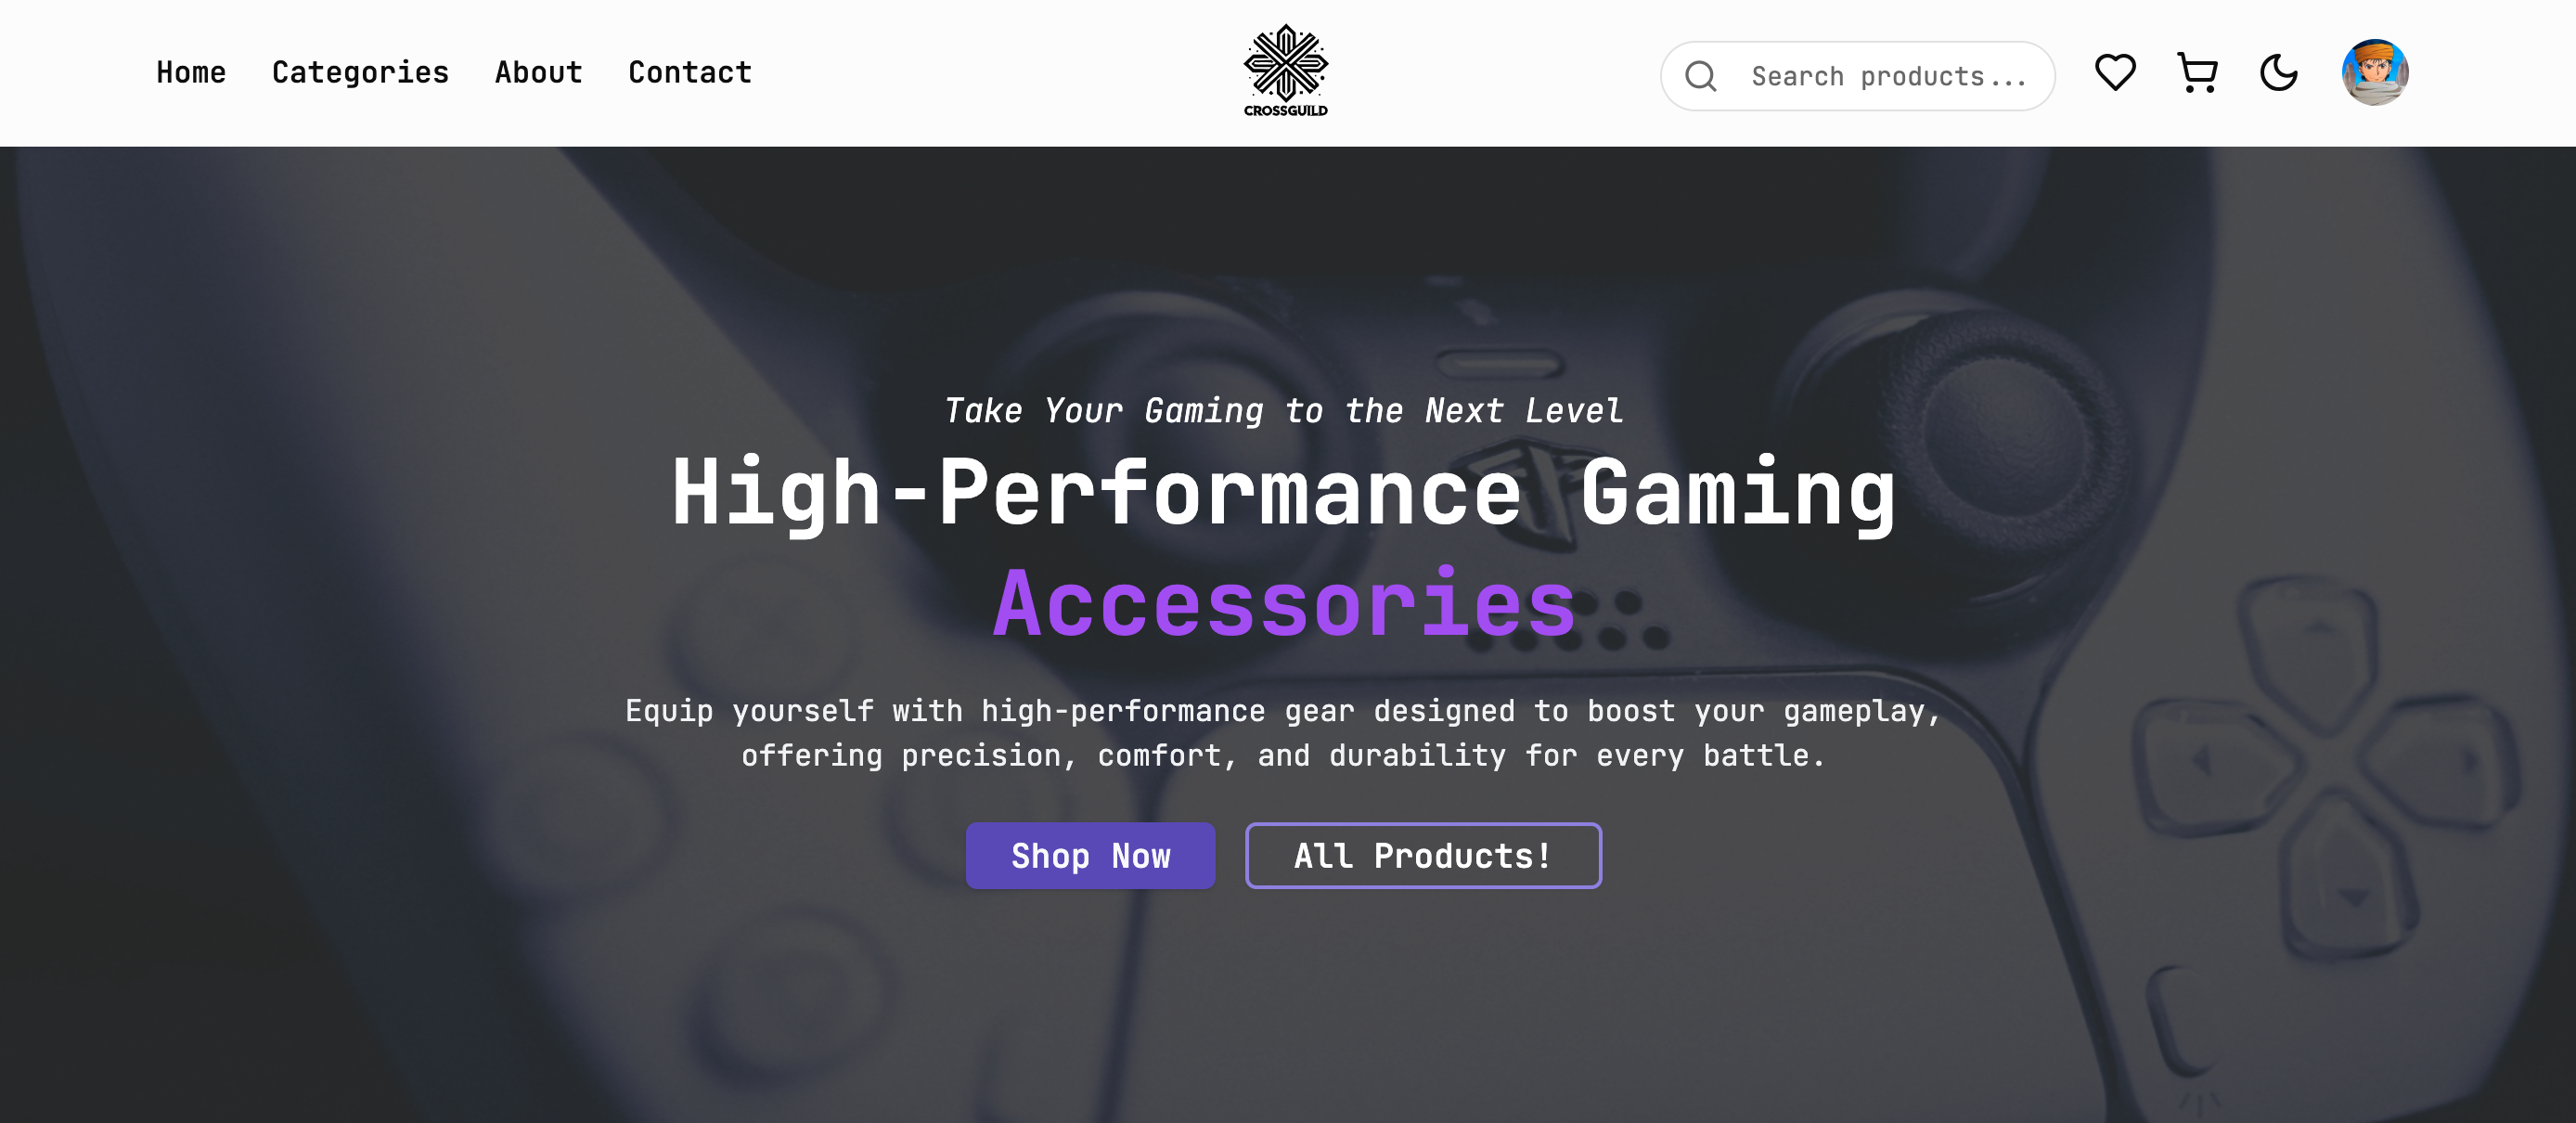 Home
Categories
About
Contact
CROSSGUILD
Search products...
Take Your Gaming to the Next Level
High-Performance Gaming
Accessories
Equip yourself with high-performance gear designed to boost your gameplay,
offering precision, comfort, and durability for every battle.
Shop Now
All Products!